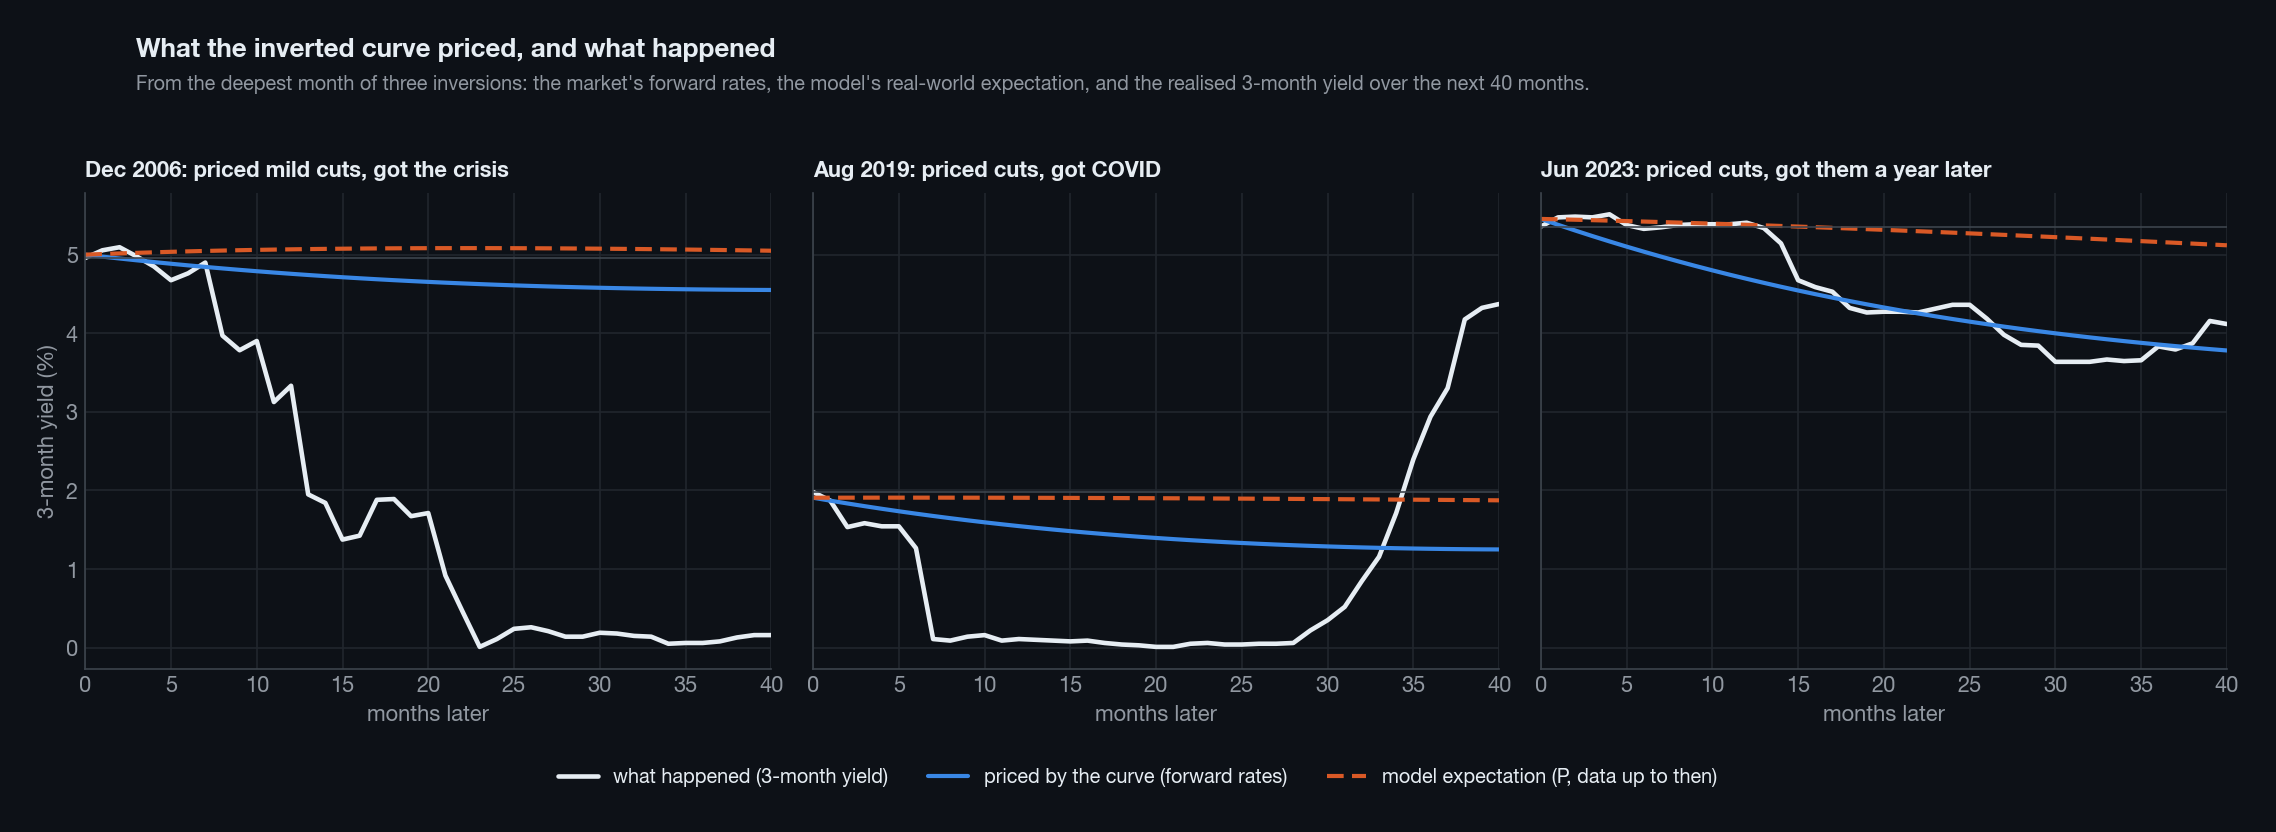 What the inverted curve priced, and what happened
From the deepest month of three inversions: the market's forward rates, the model's real-world expectation, and the realised 3-month yield over the next 40 months.
Dec 2006: priced mild cuts, got the crisis
Aug 2019: priced cuts, got COVID
Jun 2023: priced cuts, got them a year later
3-month yield (%)
5
4
3
2
1
0
0 5 10 15 20 25 30 35 40
0 5 10 15 20 25 30 35 40
0 5 10 15 20 25 30 35 40
months later
months later
months later
what happened (3-month yield)
priced by the curve (forward rates)
model expectation (P, data up to then)